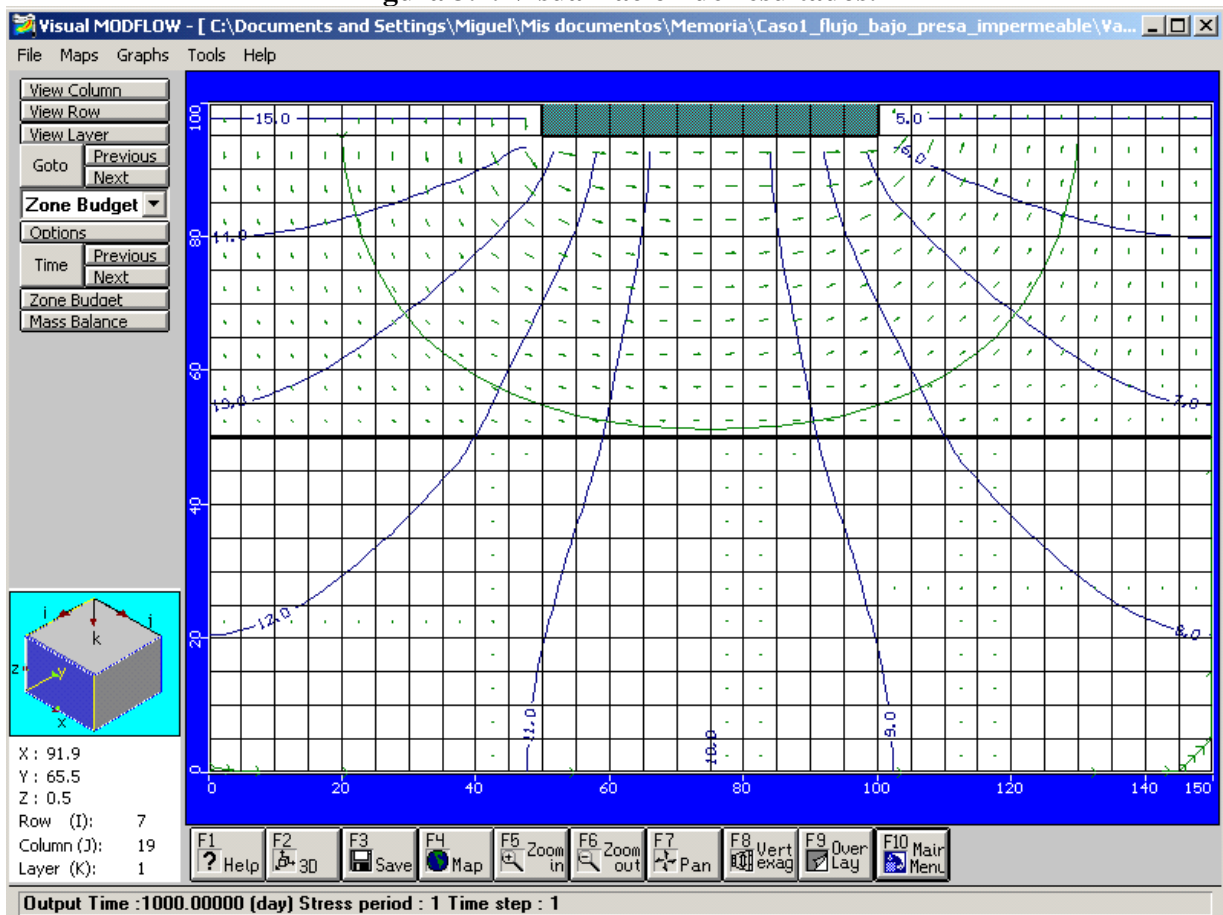 Visual MODFLOW - [ C:\Documents and Settings\Miguel\Mis documentos\Memoria\Caso1_flujo_bajo_presa_impermeable\Va...
File Maps Graphs Tools Help
View Column
View Row
View Layer
Goto
Previous
Next
Zone Budget
Options
Time
Previous
Next
Zone Budget
Mass Balance
100
80
60
40
20
0
15.0
14.0
13.0
12.0
11.0
10.0
9.0
8.0
7.0
6.0
5.0
0 20 40 60 80 100 120 140 150
i
j
k
z
y
x
X : 91.9
Y : 65.5
Z : 0.5
Row (I): 7
Column (J): 19
Layer (K): 1
F1 ? Help
F2 3D
F3 Save
F4 Map
F5 Zoom in
F6 Zoom out
F7 Pan
F8 Vert exag
F9 Over Lay
F10 Main Menu
Output Time :1000.00000 (day) Stress period : 1 Time step : 1